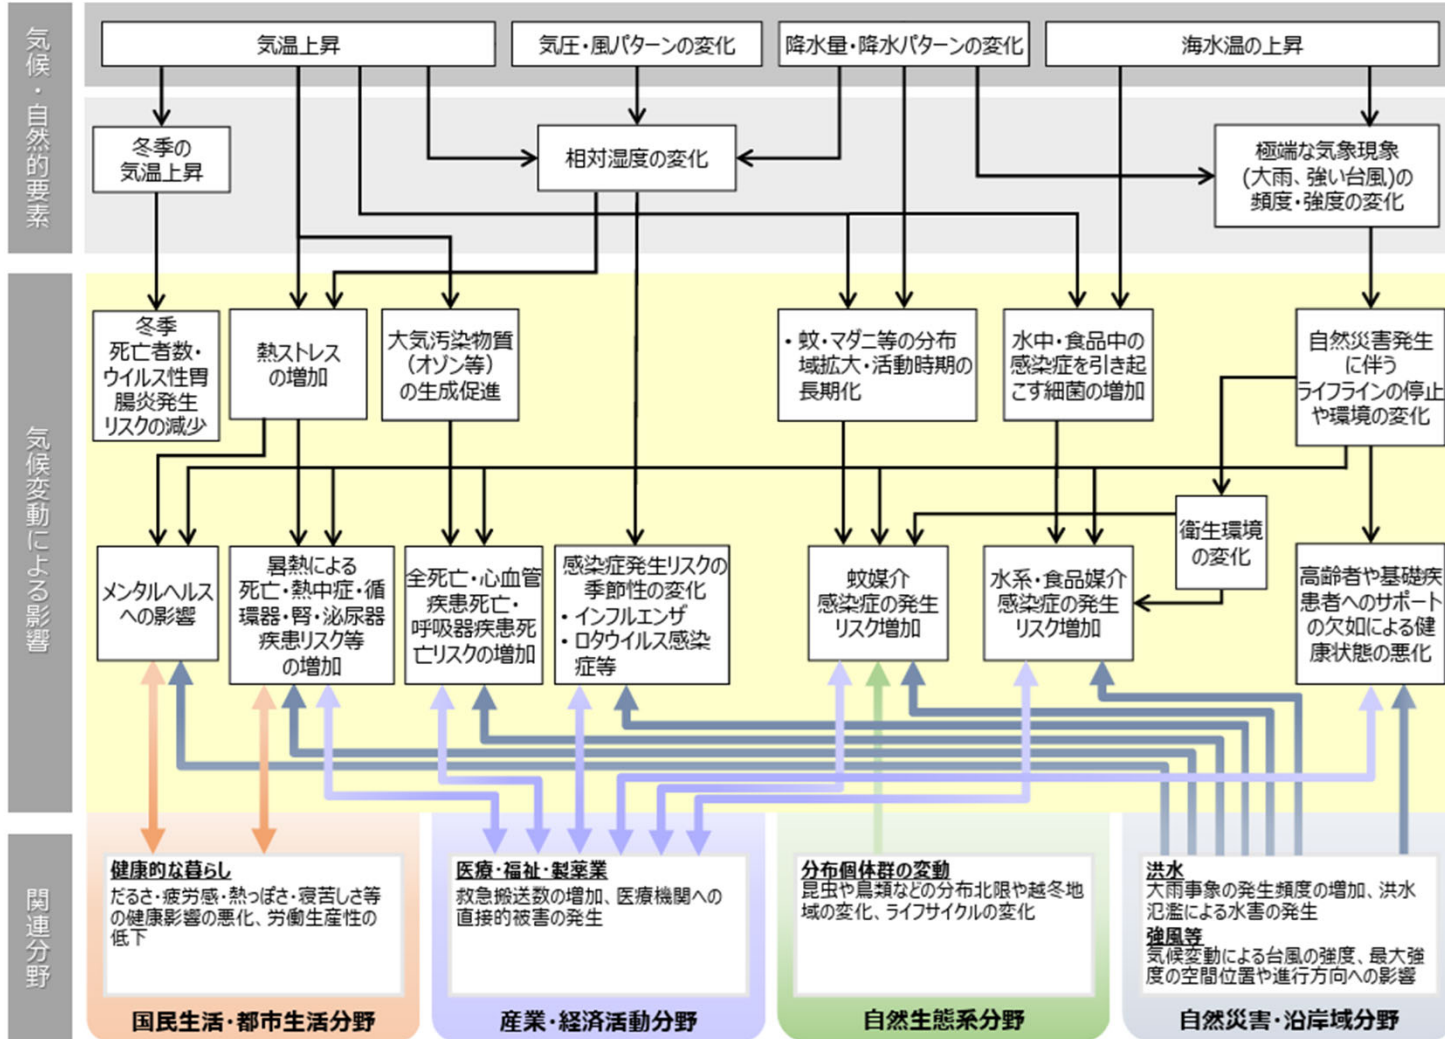 気候・自然的要素
気温上昇
気圧・風パターンの変化
降水量・降水パターンの変化
海水温の上昇
冬季の
気温上昇
相対湿度の変化
極端な気象現象
(大雨、強い台風)の
頻度・強度の変化
気候変動による影響
冬季
死亡者数・
ウイルス性胃
腸炎発生
リスクの減少
熱ストレス
の増加
大気汚染物質
(オゾン等)
の生成促進
・蚊・マダニ等の分布
域拡大・活動時期の
長期化
水中・食品中の
感染症を引き起
こす細菌の増加
自然災害発生
に伴う
ライフラインの停止
や環境の変化
衛生環境
の変化
メンタルヘルス
への影響
暑熱による
死亡・熱中症・循
環器・腎・泌尿器
疾患リスク等
の増加
全死亡・心血管
疾患死亡・
呼吸器疾患死
亡リスクの増加
感染症発生リスクの
季節性の変化
・インフルエンザ
・ロタウイルス感染
症等
蚊媒介
感染症の発生
リスク増加
水系・食品媒介
感染症の発生
リスク増加
高齢者や基礎疾
患者へのサポート
の欠如による健
康状態の悪化
関連分野
健康的な暮らし
だるさ・疲労感・熱っぽさ・寝苦しさ等
の健康影響の悪化、労働生産性の
低下
国民生活・都市生活分野
医療・福祉・製薬業
救急搬送数の増加、医療機関への
直接的被害の発生
産業・経済活動分野
分布個体群の変動
昆虫や鳥類などの分布北限や越冬地
域の変化、ライフサイクルの変化
自然生態系分野
洪水
大雨事象の発生頻度の増加、洪水
氾濫による水害の発生
強風等
気候変動による台風の強度、最大強
度の空間位置や進行方向への影響
自然災害・沿岸域分野